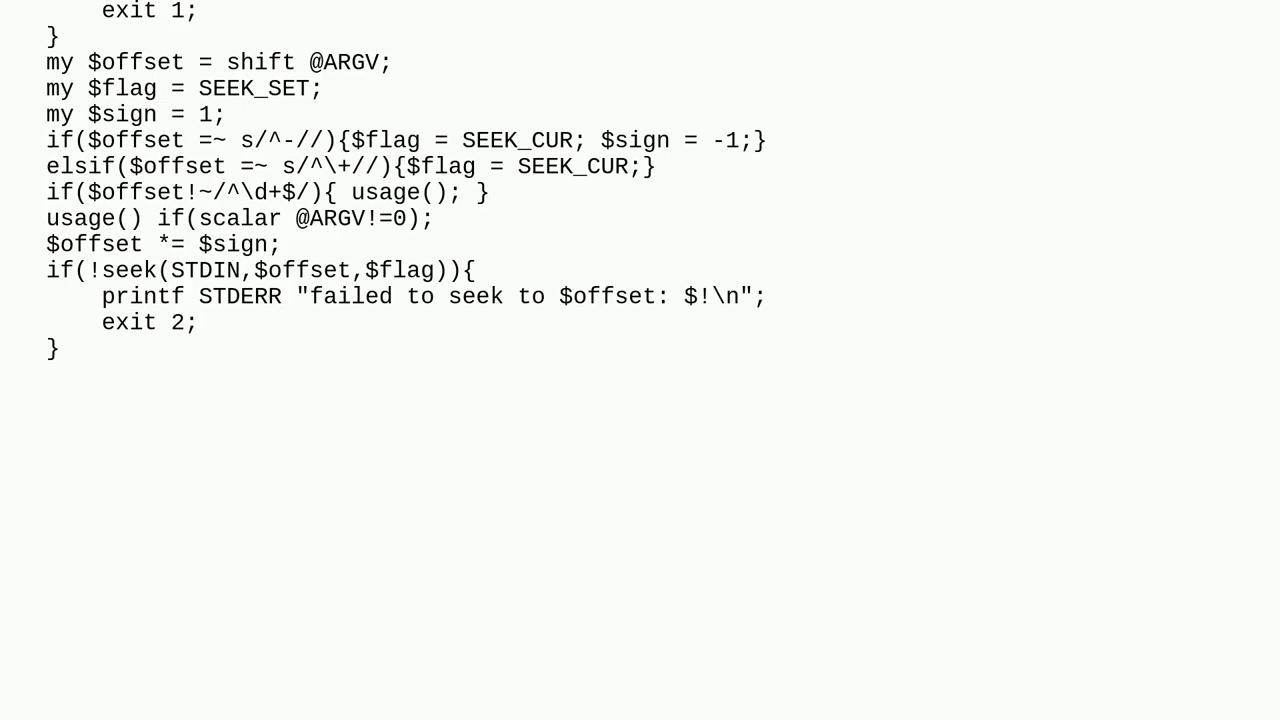 exit 1;
}
my $offset = shift @ARGV;
my $flag = SEEK_SET;
my $sign = 1;
if($offset =~ s/^-//){$flag = SEEK_CUR; $sign = -1;}
elsif($offset =~ s/^\+//){$flag = SEEK_CUR;}
if($offset!~/^\d+$/){ usage(); }
usage() if(scalar @ARGV!=0);
$offset *= $sign;
if(!seek(STDIN,$offset,$flag)){
    printf STDERR "failed to seek to $offset: $!\n";
    exit 2;
}